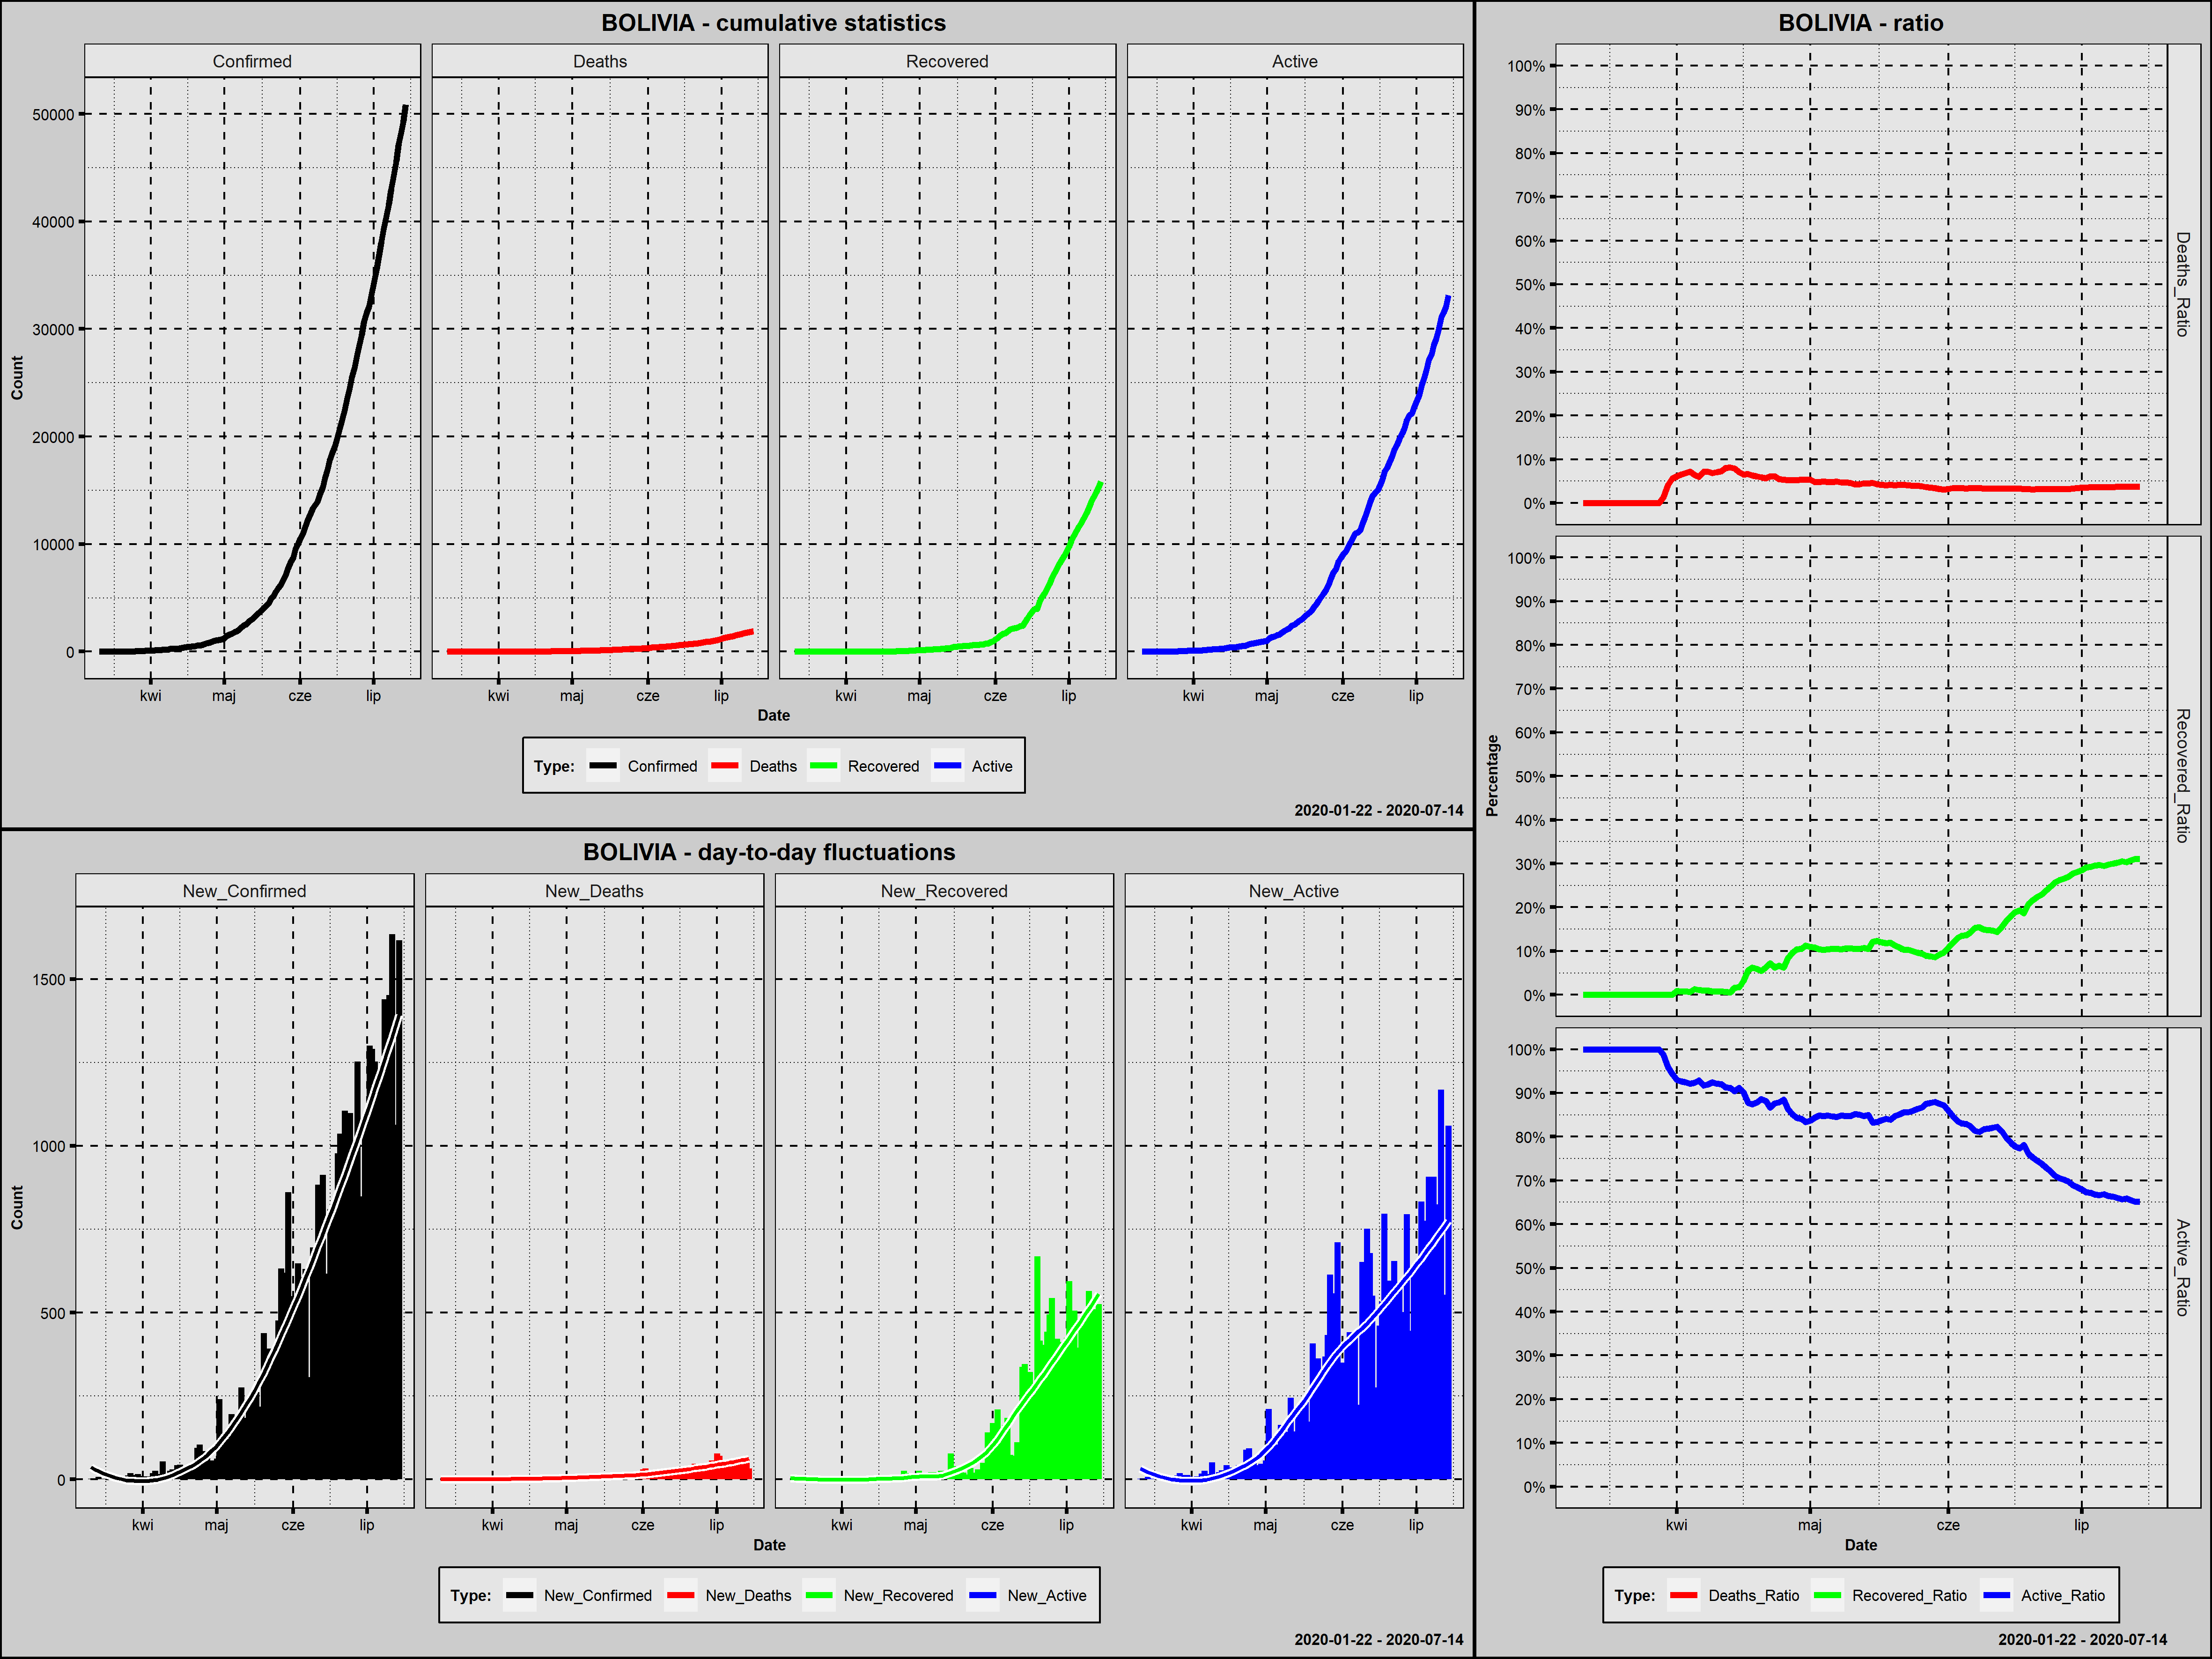 BOLIVIA - cumulative statistics
Confirmed Deaths Recovered Active
Count
50000
40000
30000
20000
10000
0
kwi maj cze lip kwi maj cze lip kwi maj cze lip kwi maj cze lip
Date
Type: Confirmed Deaths Recovered Active
2020-01-22 - 2020-07-14
BOLIVIA - day-to-day fluctuations
New_Confirmed New_Deaths New_Recovered New_Active
Count
1500
1000
500
0
kwi maj cze lip kwi maj cze lip kwi maj cze lip kwi maj cze lip
Date
Type: New_Confirmed New_Deaths New_Recovered New_Active
2020-01-22 - 2020-07-14
BOLIVIA - ratio
Percentage
100%
90%
80%
70%
60%
50%
40%
30%
20%
10%
0%
Deaths_Ratio
100%
90%
80%
70%
60%
50%
40%
30%
20%
10%
0%
Recovered_Ratio
100%
90%
80%
70%
60%
50%
40%
30%
20%
10%
0%
Active_Ratio
kwi maj cze lip
Date
Type: Deaths_Ratio Recovered_Ratio Active_Ratio
2020-01-22 - 2020-07-14